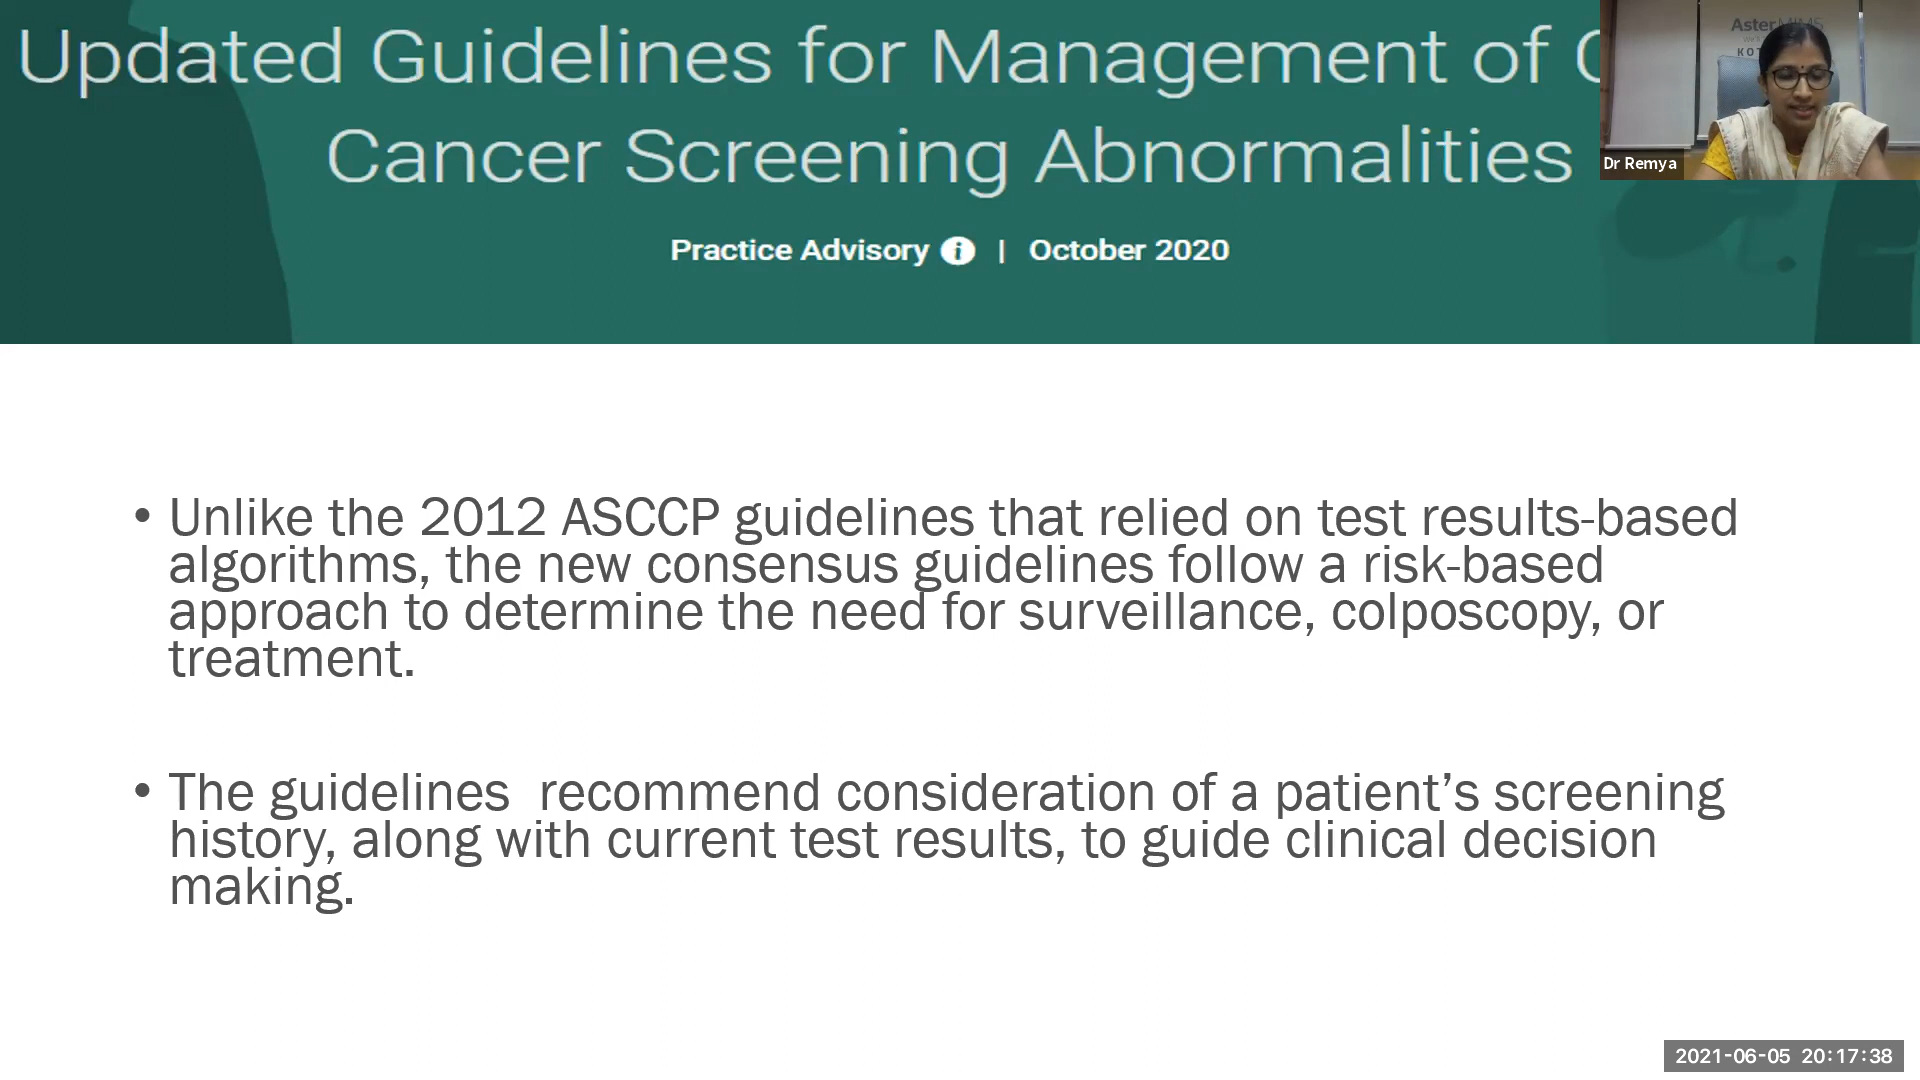 Updated Guidelines for Management of C
Cancer Screening Abnormalities
Practice Advisory | October 2020
Aster MIMS
KOT
Dr Remya
• Unlike the 2012 ASCCP guidelines that relied on test results-based
algorithms, the new consensus guidelines follow a risk-based
approach to determine the need for surveillance, colposcopy, or
treatment.
• The guidelines recommend consideration of a patient’s screening
history, along with current test results, to guide clinical decision
making.
2021-06-05 20:17:38